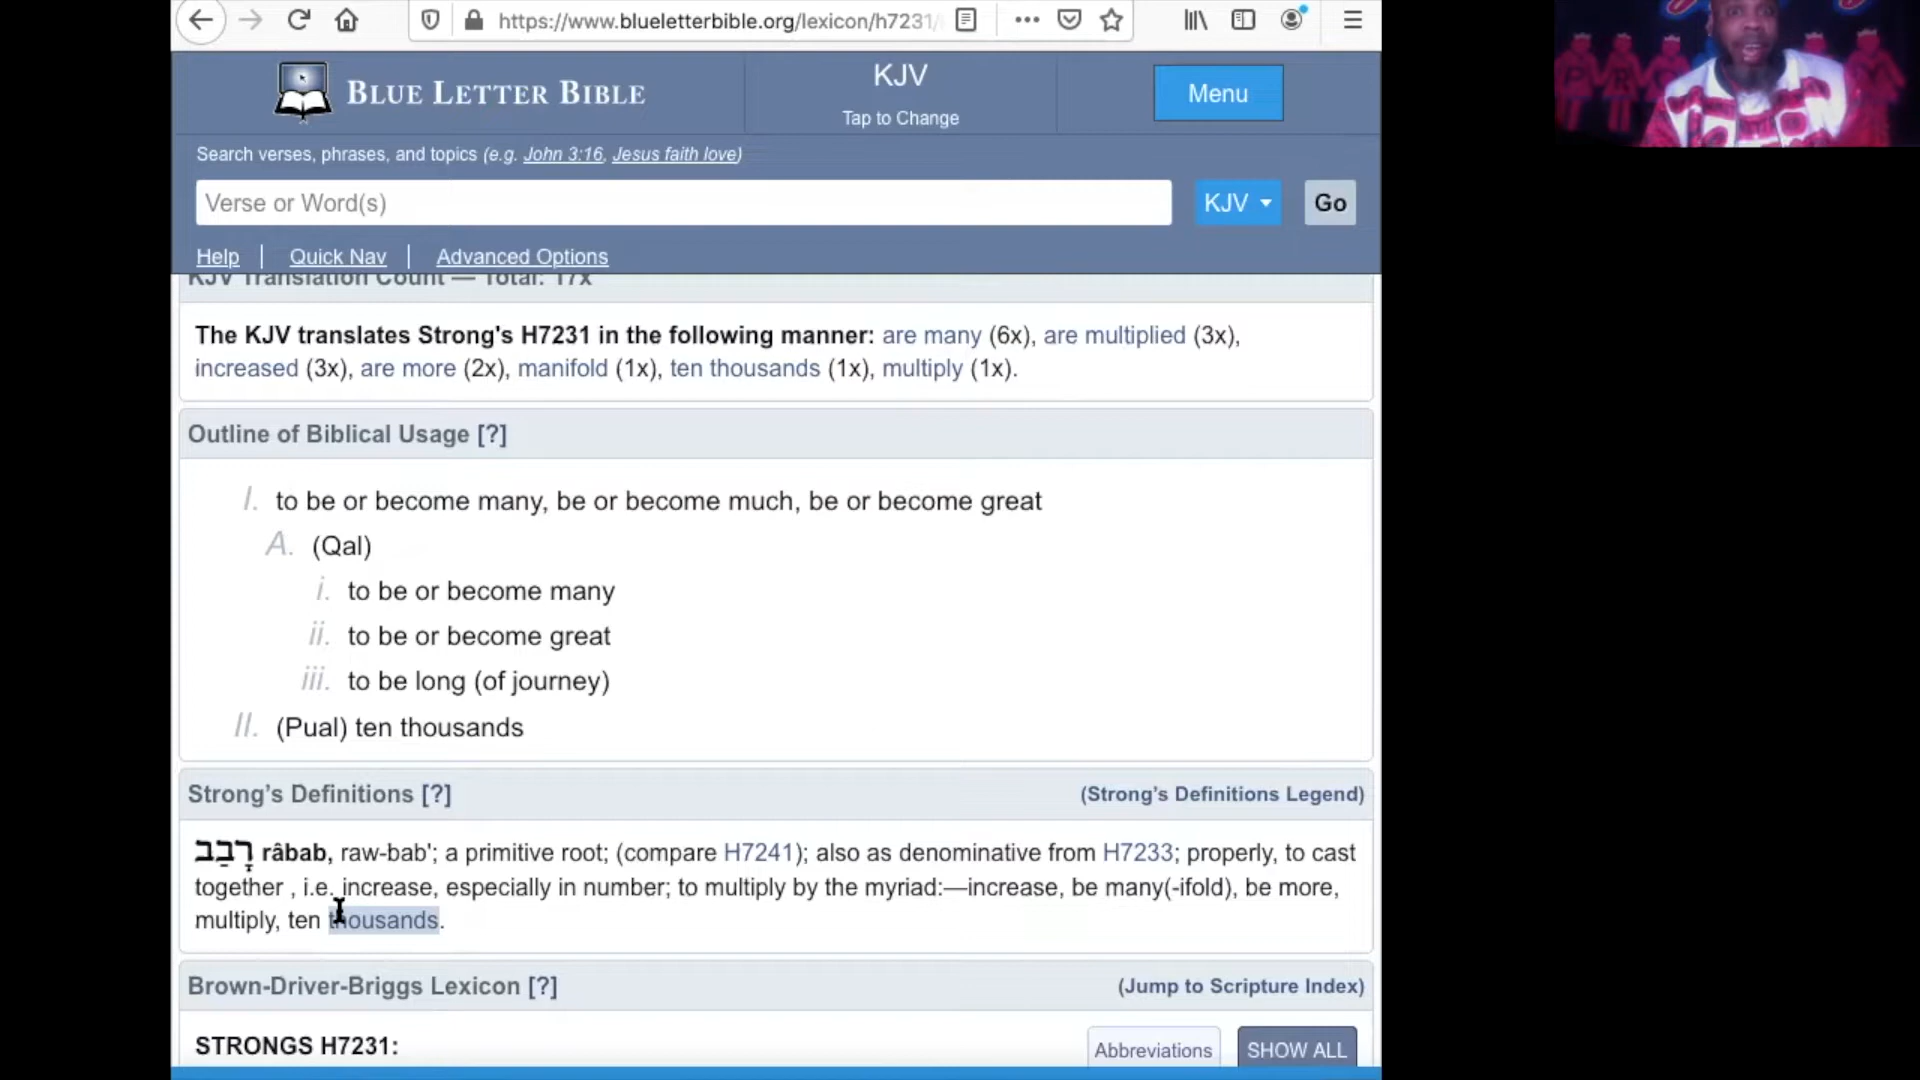 https://www.blueletterbible.org/lexicon/h7231/
BLUE LETTER BIBLE
KJV
Tap to Change
Menu
Search verses, phrases, and topics (e.g. John 3:16, Jesus faith love)
Verse or Word(s)
KJV
Go
Help | Quick Nav | Advanced Options
KJV Translation Count — Total: 17x
The KJV translates Strong's H7231 in the following manner: are many (6x), are multiplied (3x),
increased (3x), are more (2x), manifold (1x), ten thousands (1x), multiply (1x).
Outline of Biblical Usage [?]
I. to be or become many, be or become much, be or become great
A. (Qal)
i. to be or become many
ii. to be or become great
iii. to be long (of journey)
II. (Pual) ten thousands
Strong's Definitions [?]
(Strong's Definitions Legend)
רָבַב râbab, raw-bab'; a primitive root; (compare H7241); also as denominative from H7233; properly, to cast
together , i.e. increase, especially in number; to multiply by the myriad:—increase, be many(-ifold), be more,
multiply, ten thousands.
Brown-Driver-Briggs Lexicon [?]
(Jump to Scripture Index)
STRONGS H7231:
Abbreviations
SHOW ALL